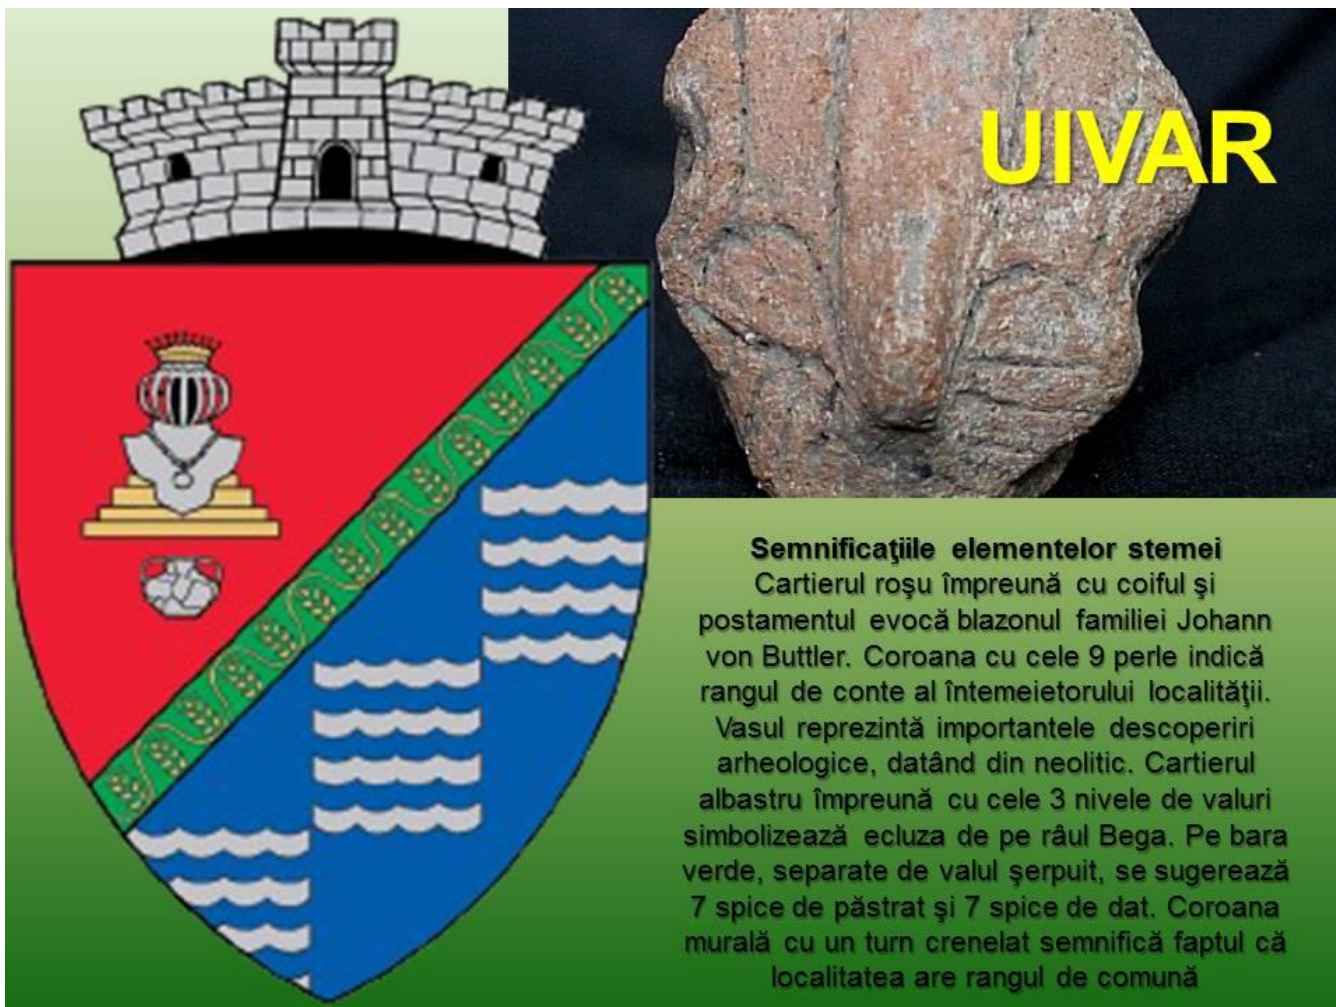 UIVAR
Semnificaţiile elementelor stemei
Cartierul roşu împreună cu coiful şi
postamentul evocă blazonul familiei Johann
von Buttler. Coroana cu cele 9 perle indică
rangul de conte al întemeietorului localităţii.
Vasul reprezintă importantele descoperiri
arheologice, datând din neolitic. Cartierul
albastru împreună cu cele 3 nivele de valuri
simbolizează ecluza de pe râul Bega. Pe bara
verde, separate de valul şerpuit, se sugerează
7 spice de păstrat şi 7 spice de dat. Coroana
murală cu un turn crenelat semnifică faptul că
localitatea are rangul de comună